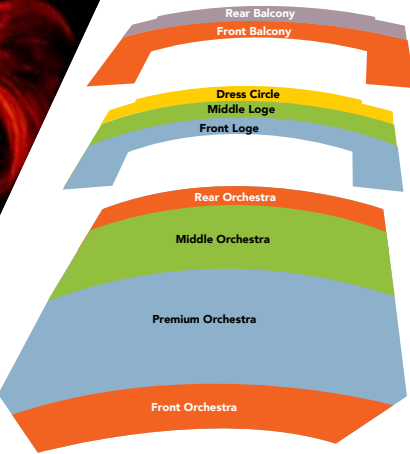 Rear Balcony
Front Balcony
Dress Circle
Middle Loge
Front Loge
Rear Orchestra
Middle Orchestra
Premium Orchestra
Front Orchestra